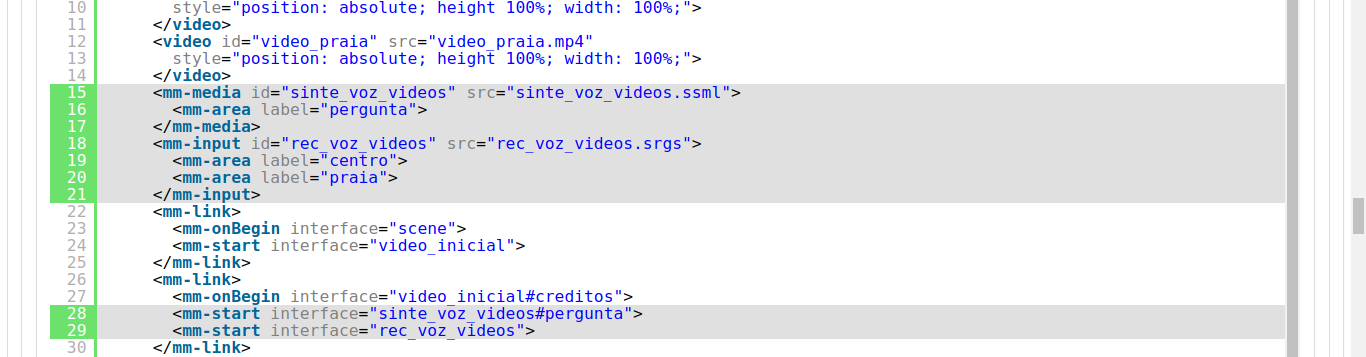 10         style="position: absolute; height 100%; width: 100%;">
11       </video>
12       <video id="video_praia" src="video_praia.mp4"
13         style="position: absolute; height 100%; width: 100%;">
14       </video>
15       <mm-media id="sinte_voz_videos" src="sinte_voz_videos.ssml">
16         <mm-area label="pergunta">
17       </mm-media>
18       <mm-input id="rec_voz_videos" src="rec_voz_videos.srgs">
19         <mm-area label="centro">
20         <mm-area label="praia">
21       </mm-input>
22       <mm-link>
23         <mm-onBegin interface="scene">
24         <mm-start interface="video_inicial">
25       </mm-link>
26       <mm-link>
27         <mm-onBegin interface="video_inicial#creditos">
28         <mm-start interface="sinte_voz_videos#pergunta">
29         <mm-start interface="rec_voz_videos">
30       </mm-link>